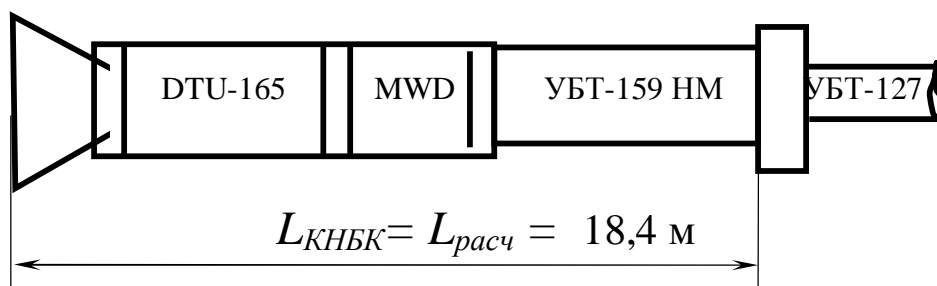 DTU-165 MWD УБТ-159 НМ УБТ-127
LКНБК= Lрасч = 18,4 м